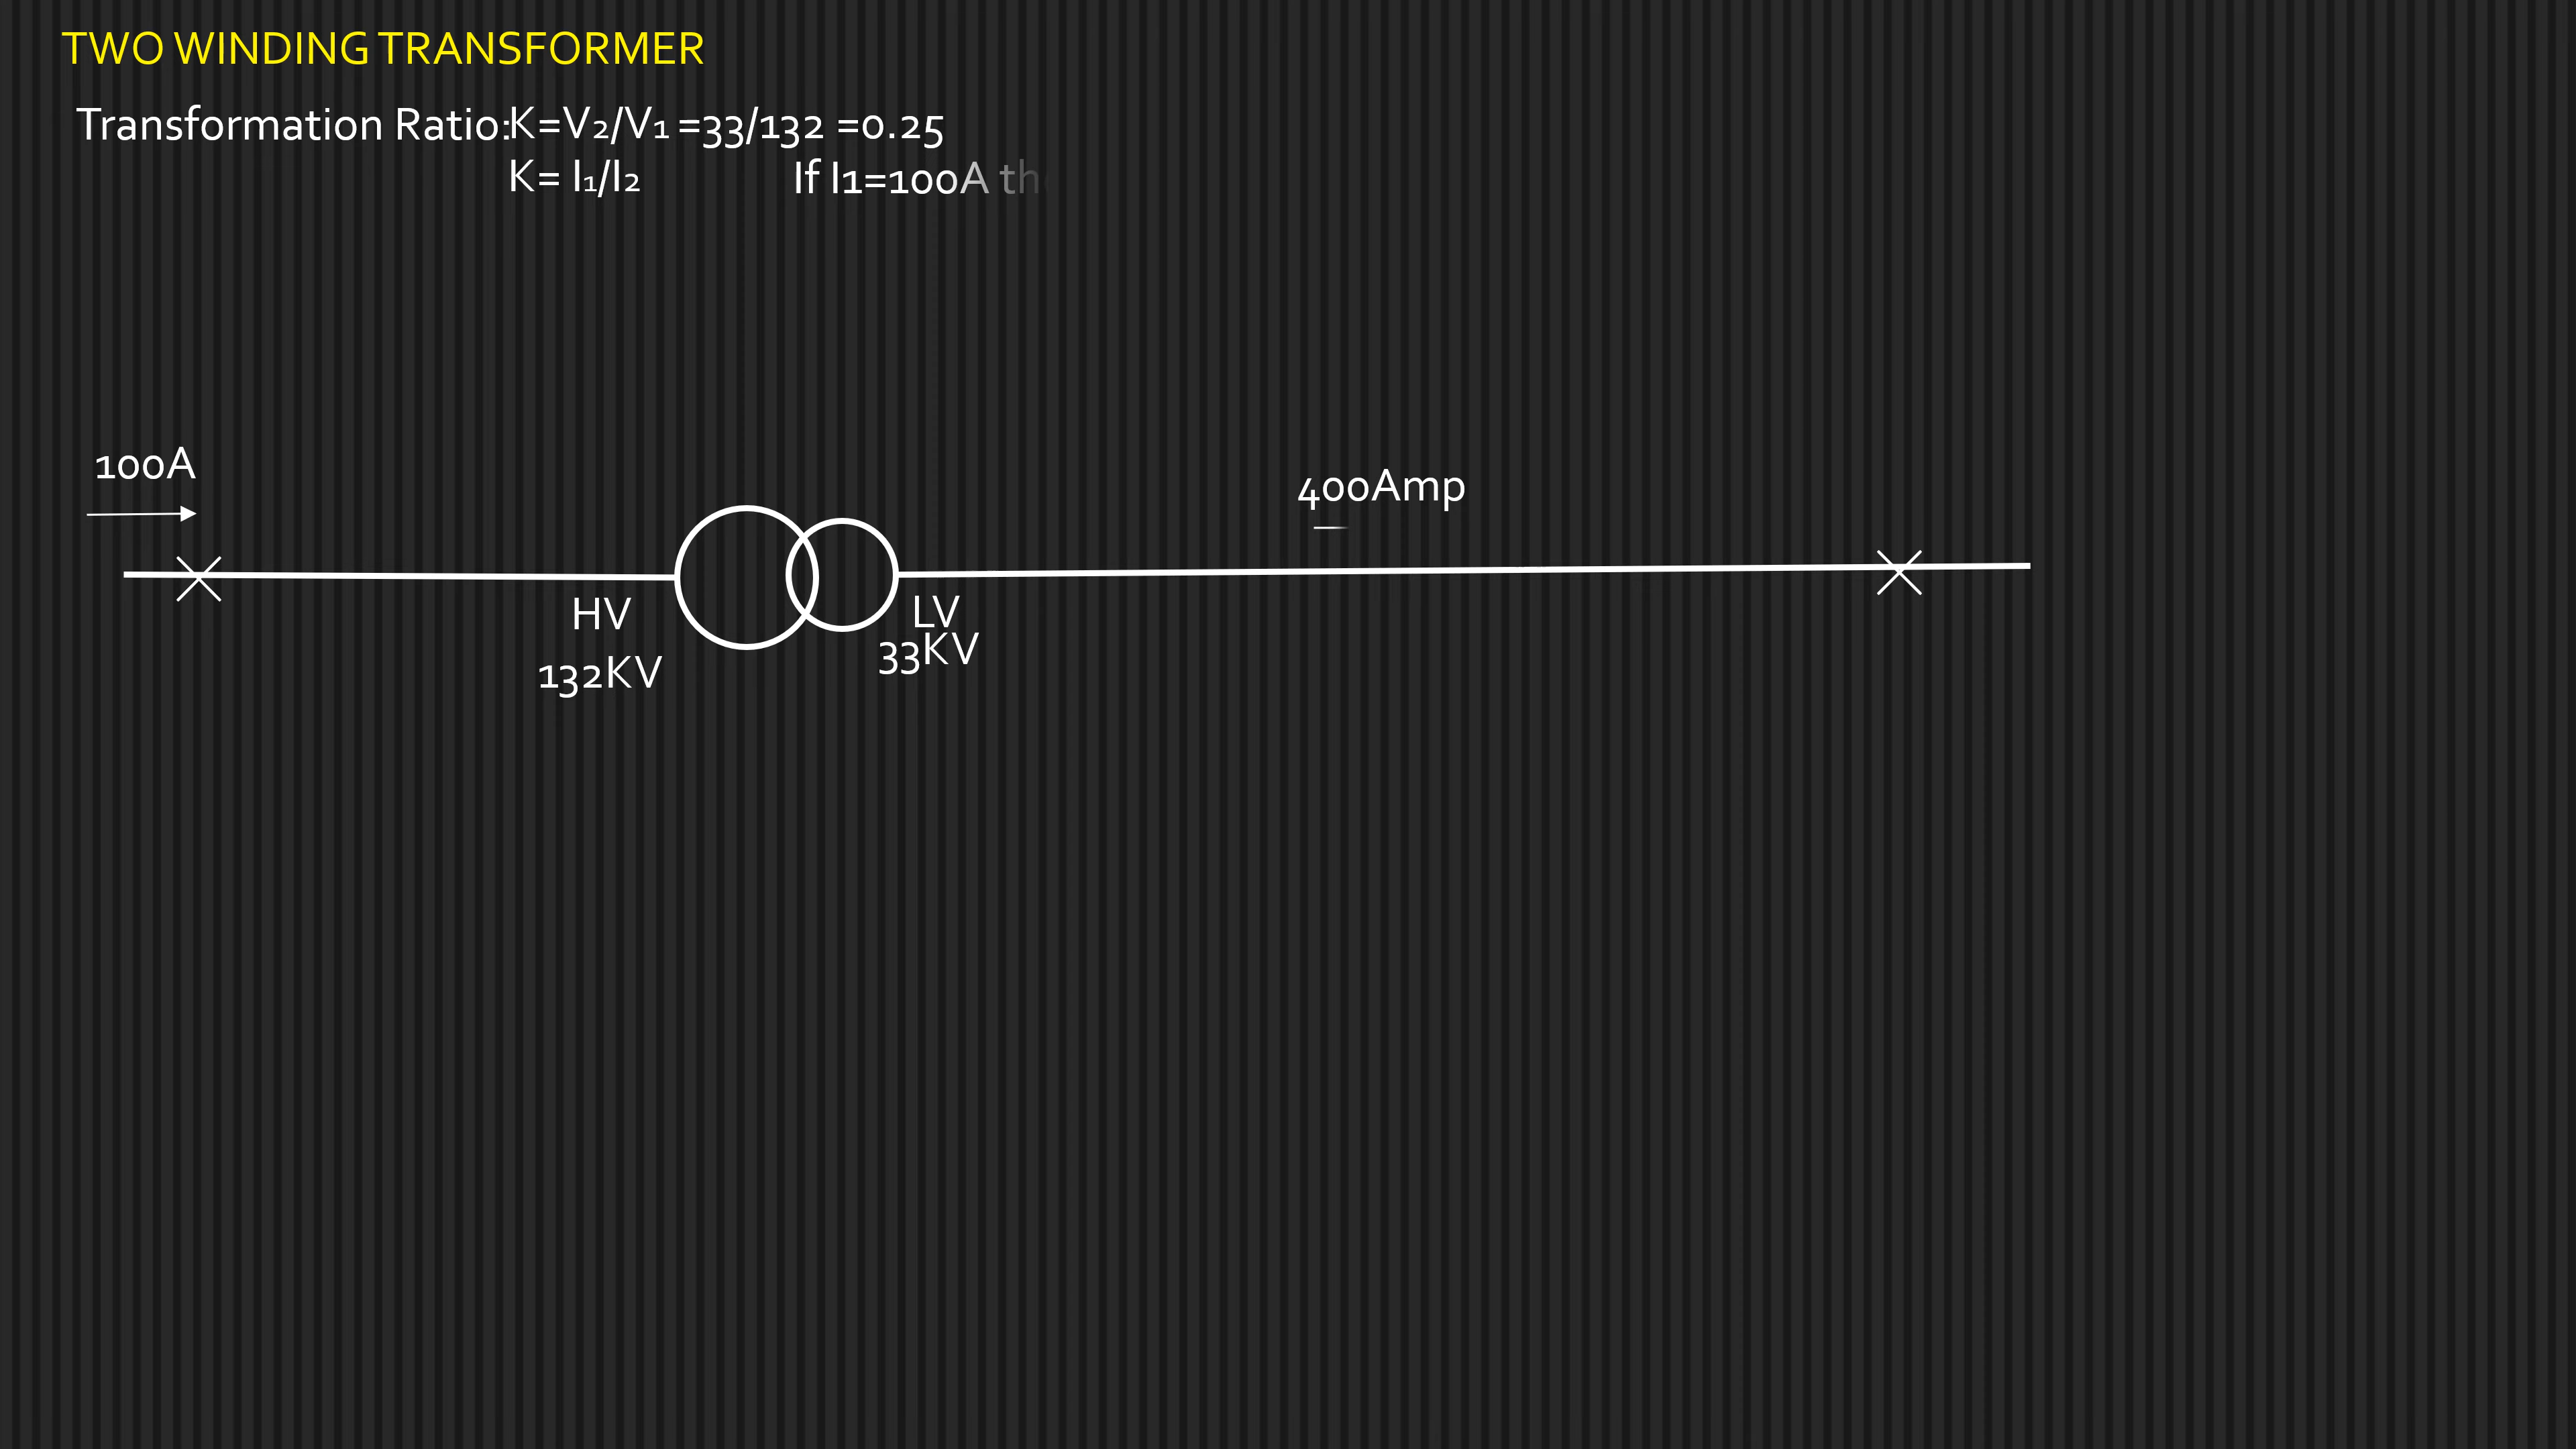 TWO WINDING TRANSFORMER
Transformation Ratio:K=V₂/V₁ =33/132 =0.25
K= I₁/I₂ If I1=100A th
100A
400Amp
HV
LV
33KV
132KV